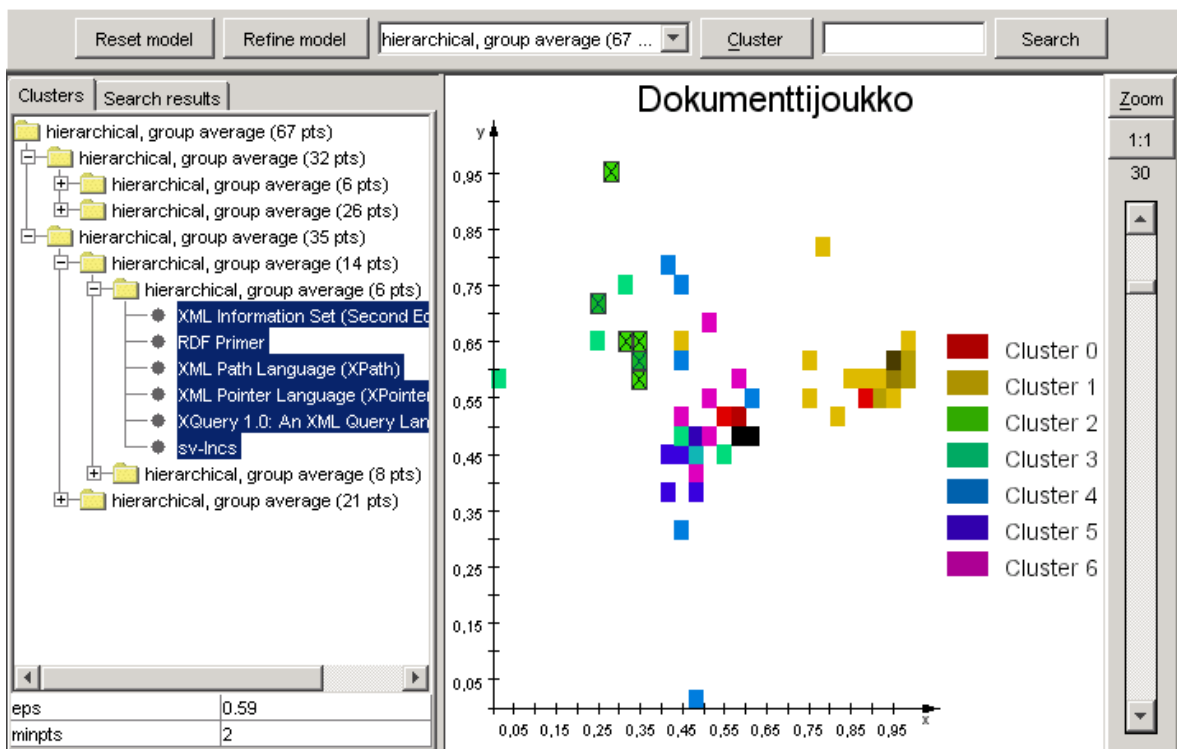 Reset model
Refine model
hierarchical, group average (67 ...
Cluster
Search
Clusters
Search results
hierarchical, group average (67 pts)
hierarchical, group average (32 pts)
hierarchical, group average (6 pts)
hierarchical, group average (26 pts)
hierarchical, group average (35 pts)
hierarchical, group average (14 pts)
hierarchical, group average (6 pts)
XML Information Set (Second Ed
RDF Primer
XML Path Language (XPath)
XML Pointer Language (XPointer
XQuery 1.0: An XML Query Lan
sv-lncs
hierarchical, group average (8 pts)
hierarchical, group average (21 pts)
eps 0.59
minpts 2
Dokumenttijoukko
y
0,95
0,85
0,75
0,65
0,55
0,45
0,35
0,25
0,15
0,05
0,05 0,15 0,25 0,35 0,45 0,55 0,65 0,75 0,85 0,95
x
Cluster 0
Cluster 1
Cluster 2
Cluster 3
Cluster 4
Cluster 5
Cluster 6
Zoom
1:1
30